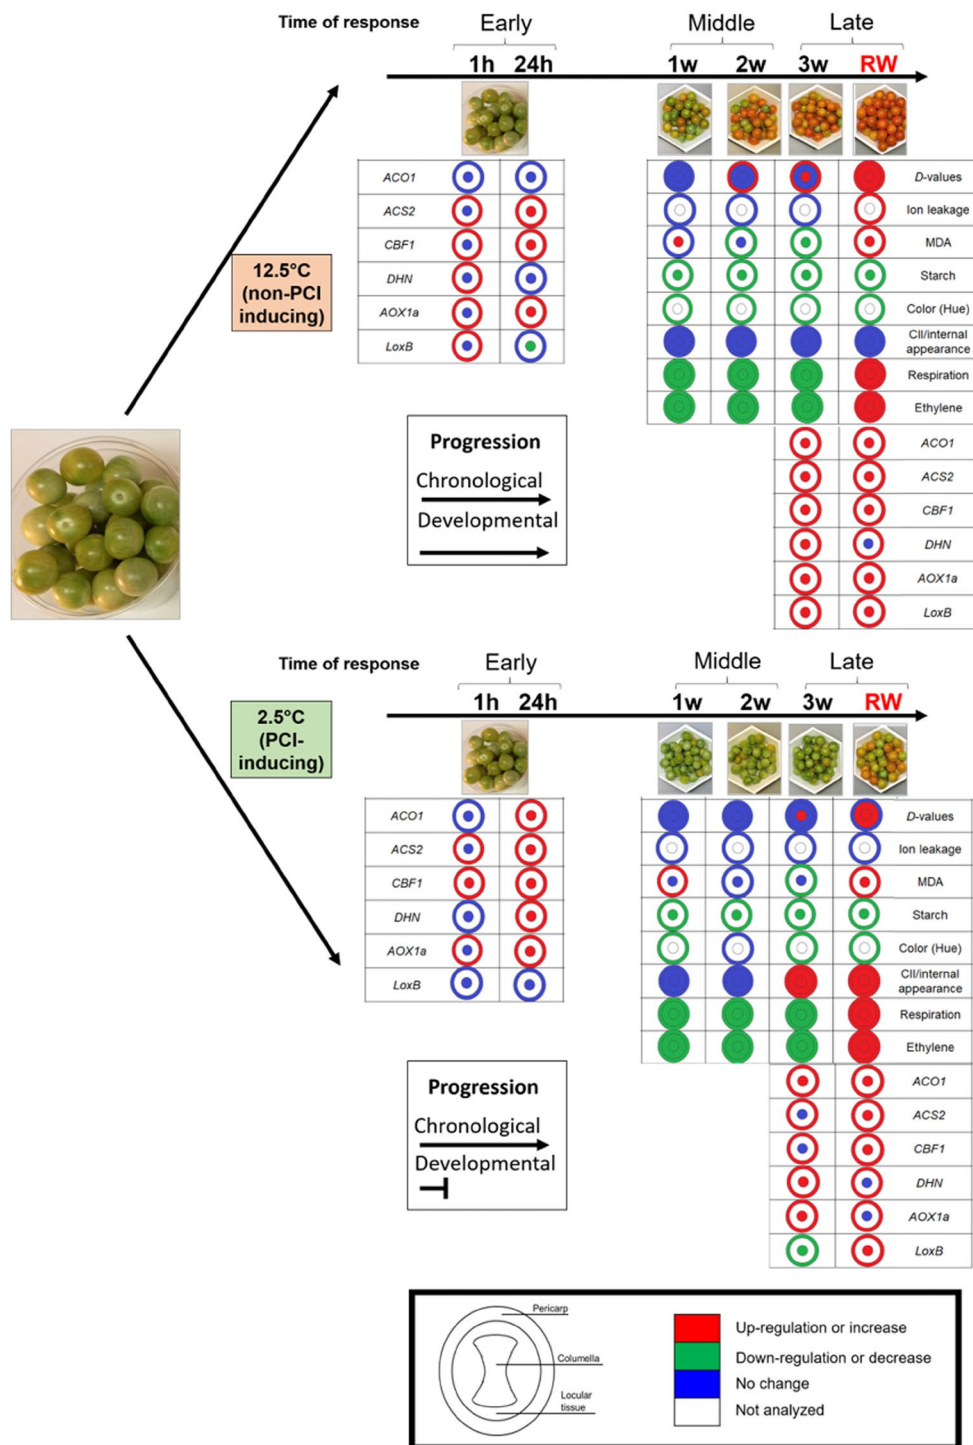 Time of response
Early
Middle
Late
1h 24h
1w 2w 3w RW
ACO1
ACS2
CBF1
DHN
AOX1a
LoxB
12.5°C
(non-PCI
inducing)
D-values
Ion leakage
MDA
Starch
Color (Hue)
CII/internal
appearance
Respiration
Ethylene
ACO1
ACS2
CBF1
DHN
AOX1a
LoxB
Progression
Chronological
Developmental
Time of response
Early
Middle
Late
1h 24h
1w 2w 3w RW
2.5°C
(PCI-
inducing)
ACO1
ACS2
CBF1
DHN
AOX1a
LoxB
D-values
Ion leakage
MDA
Starch
Color (Hue)
CII/internal
appearance
Respiration
Ethylene
ACO1
ACS2
CBF1
DHN
AOX1a
LoxB
Progression
Chronological
Developmental
Pericarp
Columella
Locular
tissue
Up-regulation or increase
Down-regulation or decrease
No change
Not analyzed